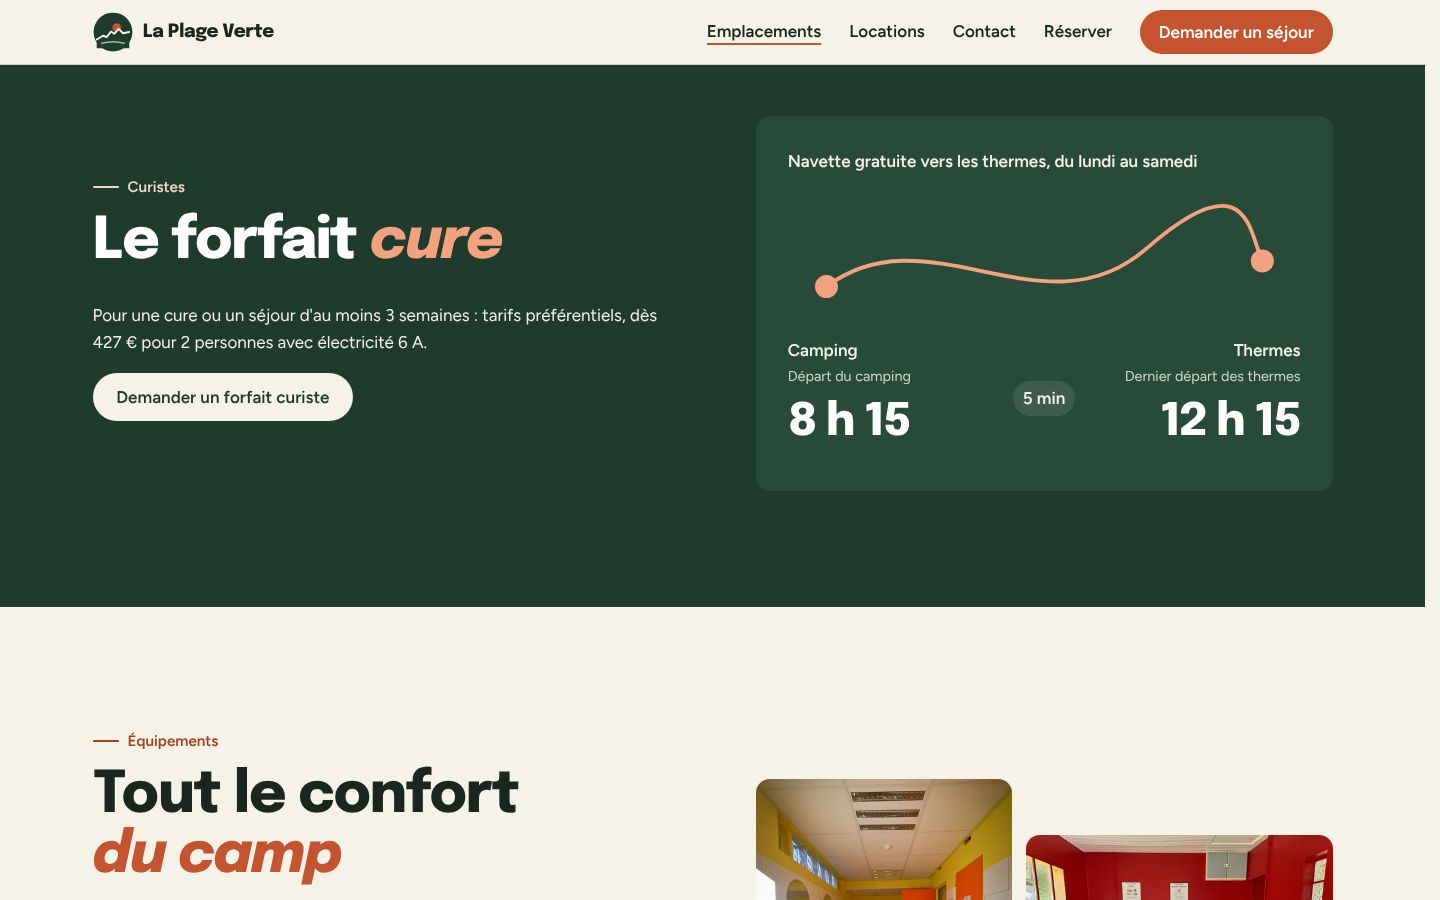 La Plage Verte
Emplacements
Locations
Contact
Réserver
Demander un séjour
Curistes
Le forfait cure
Pour une cure ou un séjour d'au moins 3 semaines : tarifs préférentiels, dès
427 € pour 2 personnes avec électricité 6 A.
Demander un forfait curiste
Navette gratuite vers les thermes, du lundi au samedi
Camping
Départ du camping
8 h 15
5 min
Thermes
Dernier départ des thermes
12 h 15
Équipements
Tout le confort
du camp